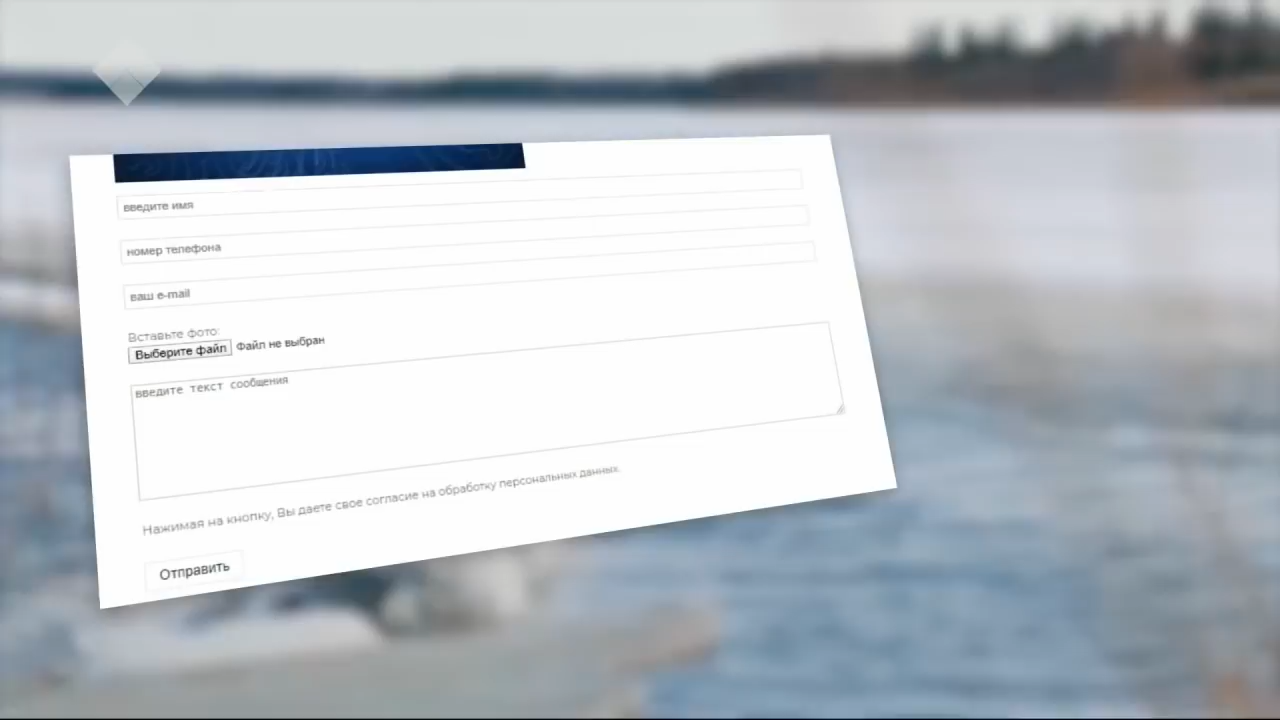 введите имя
номер телефона
ваш e-mail
Вставьте фото:
Выберите файл Файл не выбран
введите текст сообщения
Нажимая на кнопку, Вы даете свое согласие на обработку персональных данных.
Отправить